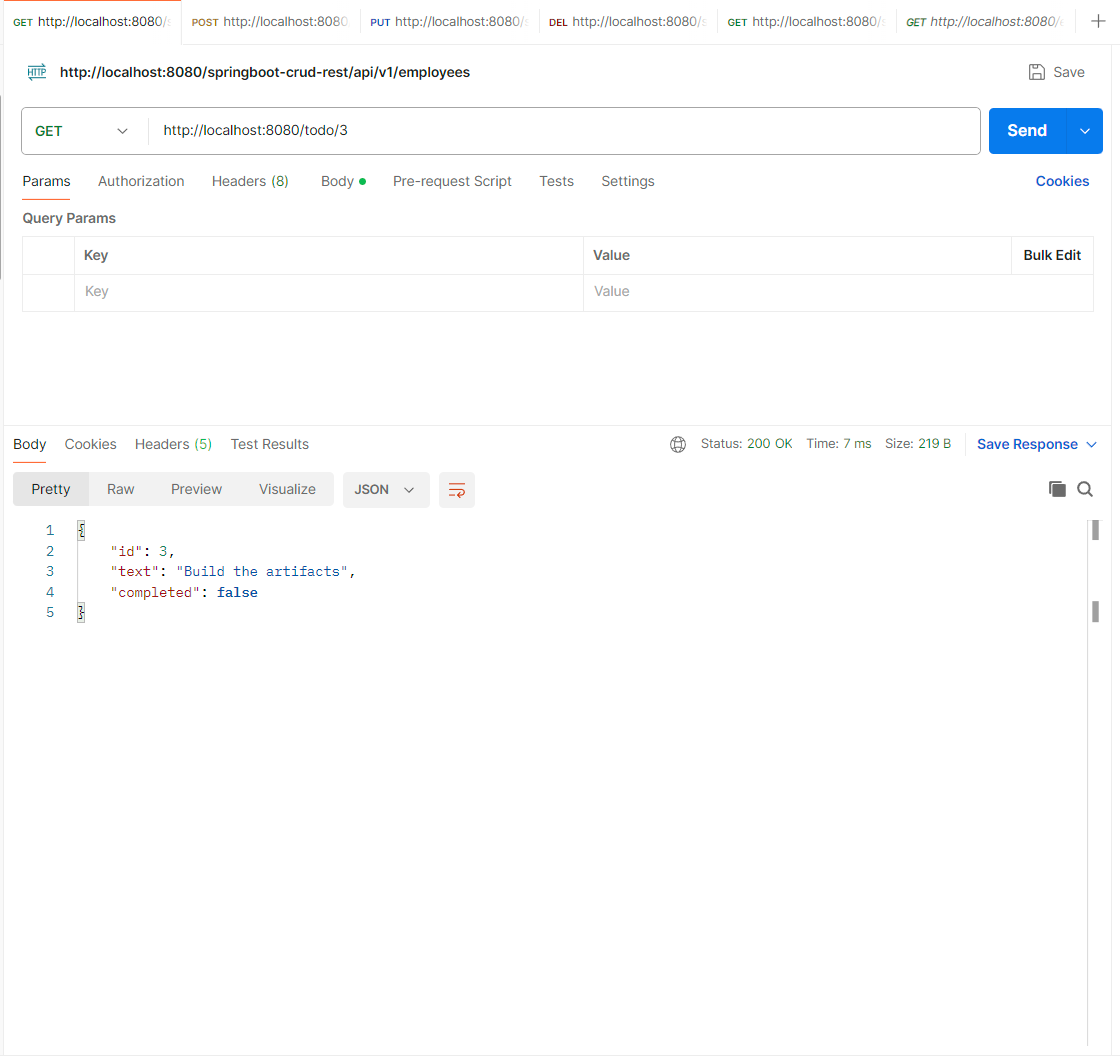 GET http://localhost:8080/s POST http://localhost:8080 PUT http://localhost:8080/ DEL http://localhost:8080/s GET http://localhost:8080/s GET http://localhost:8080/e
HTTP http://localhost:8080/springboot-crud-rest/api/v1/employees Save
GET http://localhost:8080/todo/3 Send
Params Authorization Headers (8) Body Pre-request Script Tests Settings Cookies
Query Params
Key Value Bulk Edit
Key Value
Body Cookies Headers (5) Test Results Status: 200 OK Time: 7 ms Size: 219 B Save Response
Pretty Raw Preview Visualize JSON
1 {
2 "id": 3,
3 "text": "Build the artifacts",
4 "completed": false
5 }